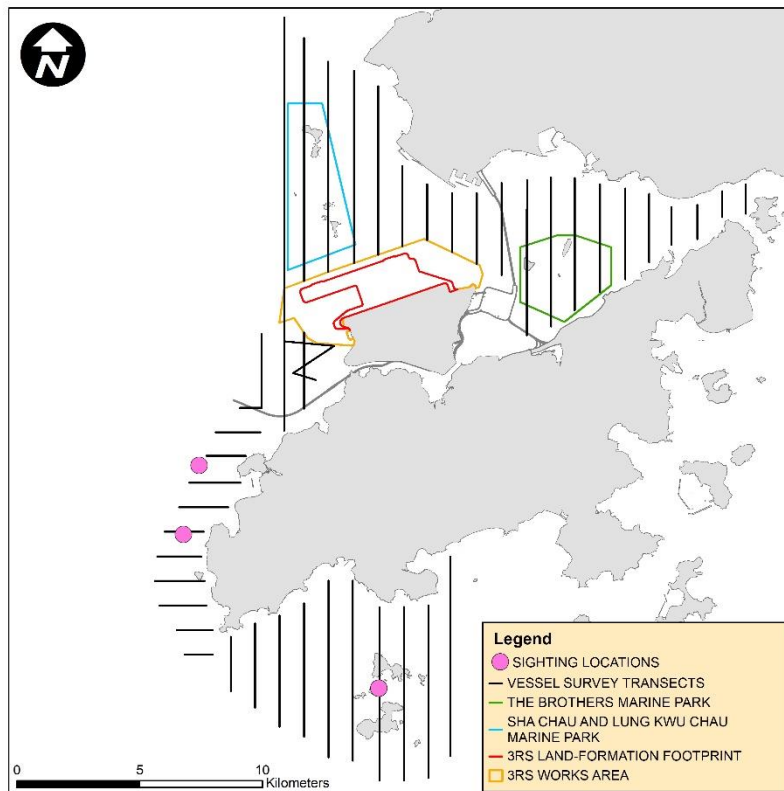 N
Legend
SIGHTING LOCATIONS
VESSEL SURVEY TRANSECTS
THE BROTHERS MARINE PARK
SHA CHAU AND LUNG KWU CHAU
MARINE PARK
3RS LAND-FORMATION FOOTPRINT
3RS WORKS AREA
0 5 10
Kilometers